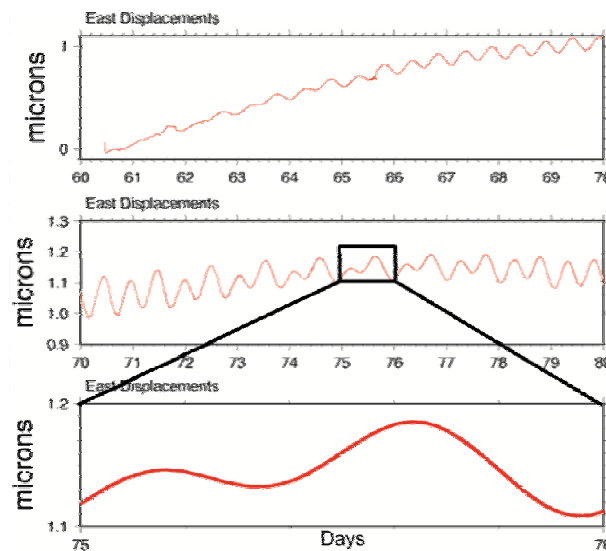 East Displacements
microns
1
0
60 61 62 63 64 65 66 67 68 69 70
East Displacements
microns
1.3
1.2
1.1
1.0
0.9
70 71 72 73 74 75 76 77 78 79 80
East Displacements
microns
1.2
1.1
75 Days 76